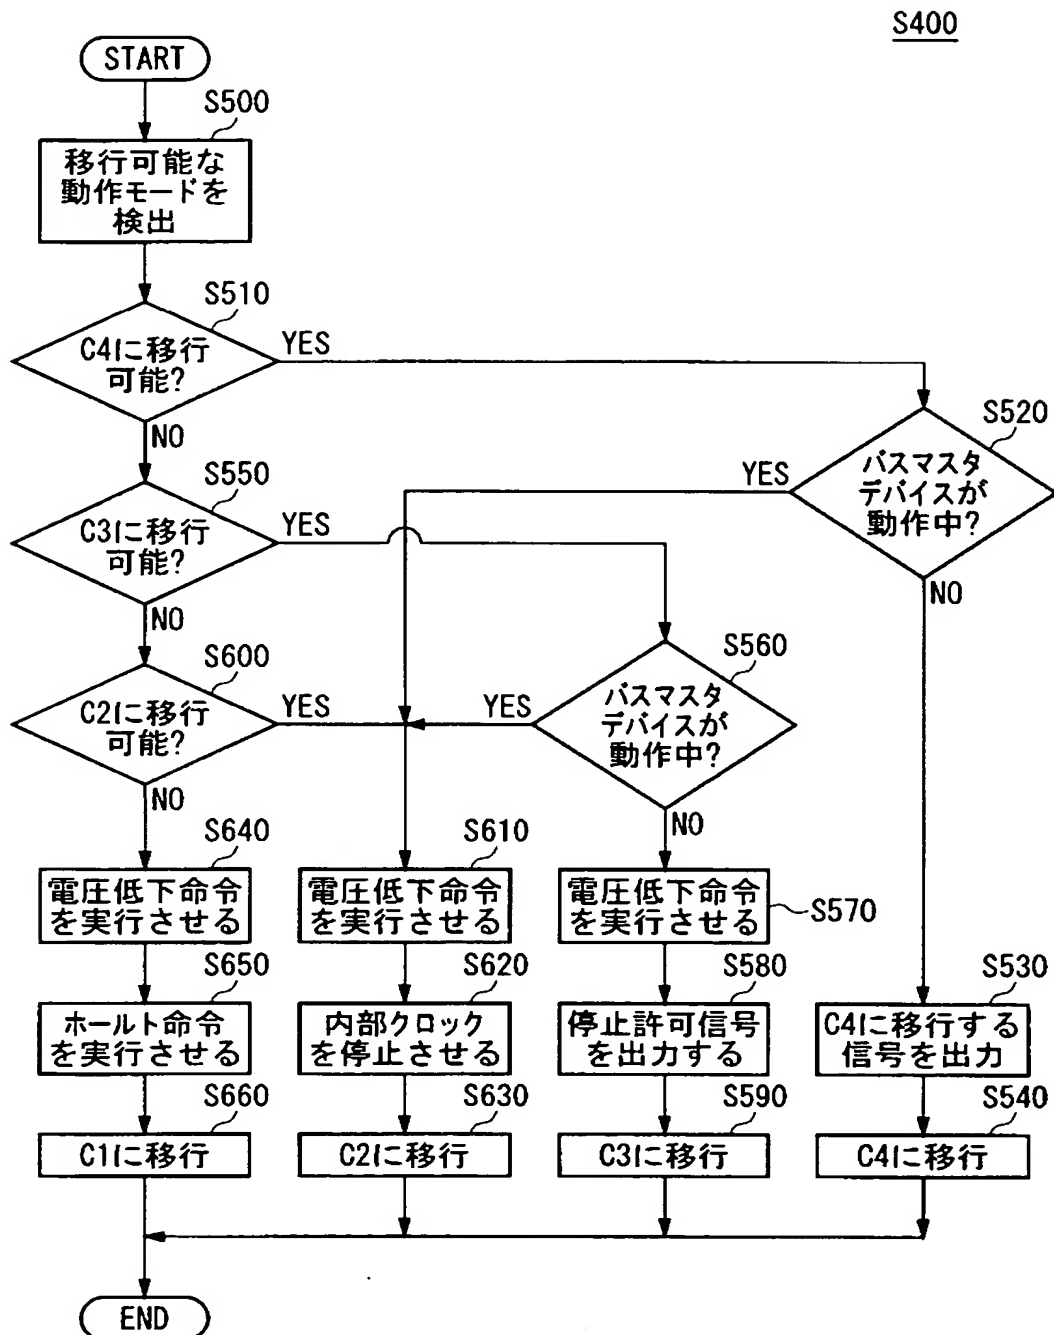 S400
START
S500
移行可能な
動作モードを
検出
S510
C4に移行
可能?
YES
NO
S520
バスマスタ
デバイスが
動作中?
YES
NO
S550
C3に移行
可能?
YES
NO
S560
バスマスタ
デバイスが
動作中?
YES
NO
S600
C2に移行
可能?
YES
NO
S640
電圧低下命令
を実行させる
S610
電圧低下命令
を実行させる
電圧低下命令
を実行させる
S570
S650
ホールト命令
を実行させる
S620
内部クロック
を停止させる
S580
停止許可信号
を出力する
S530
C4に移行する
信号を出力
S660
C1に移行
S630
C2に移行
S590
C3に移行
S540
C4に移行
END